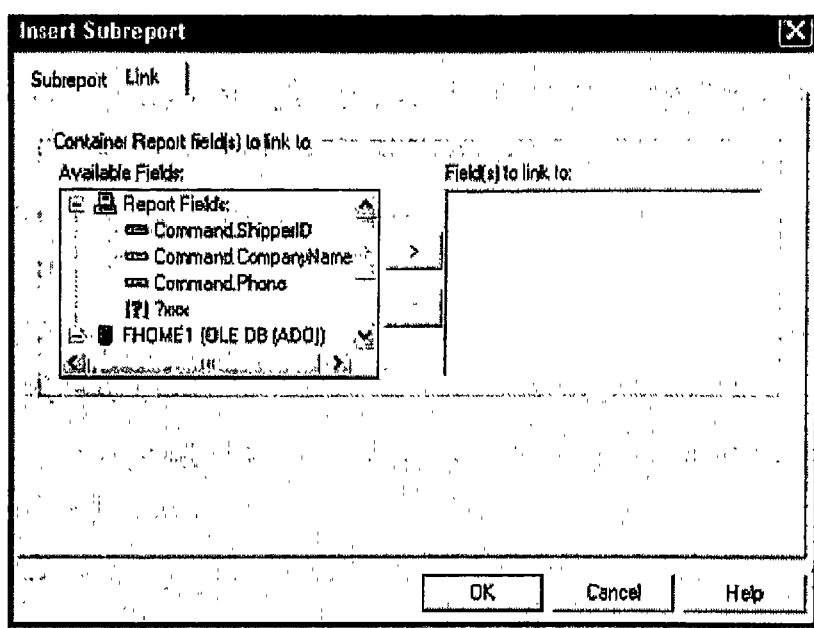 Insert Subreport
Subreport Link
Container Report field(s) to link to:
Available Fields:
Field(s) to link to:
Report Fields:
Command.ShipperID
Command.CompanyName
>
Command.Phone
[?] ?xxx
FHOME1 (OLE DB (ADO))
OK Cancel Help